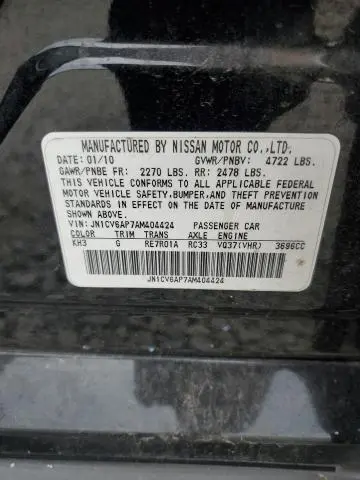 MANUFACTURED BY NISSAN MOTOR CO.,LTD.
DATE: 01/10 GVWR/PNBV: 4722 LBS.
GAWR/PNBE FR: 2270 LBS. RR: 2478 LBS.
THIS VEHICLE CONFORMS TO ALL APPLICABLE FEDERAL
MOTOR VEHICLE SAFETY,BUMPER,AND THEFT PREVENTION
STANDARDS IN EFFECT ON THE DATE OF MANUFACTURE
SHOWN ABOVE.
VIN: JN1CV6AP7AM404424 PASSENGER CAR
COLOR TRIM TRANS AXLE ENGINE
KH3 G RE7R01A RC33 VQ37(VHR) 3696CC
JN1CV6AP7AM404424